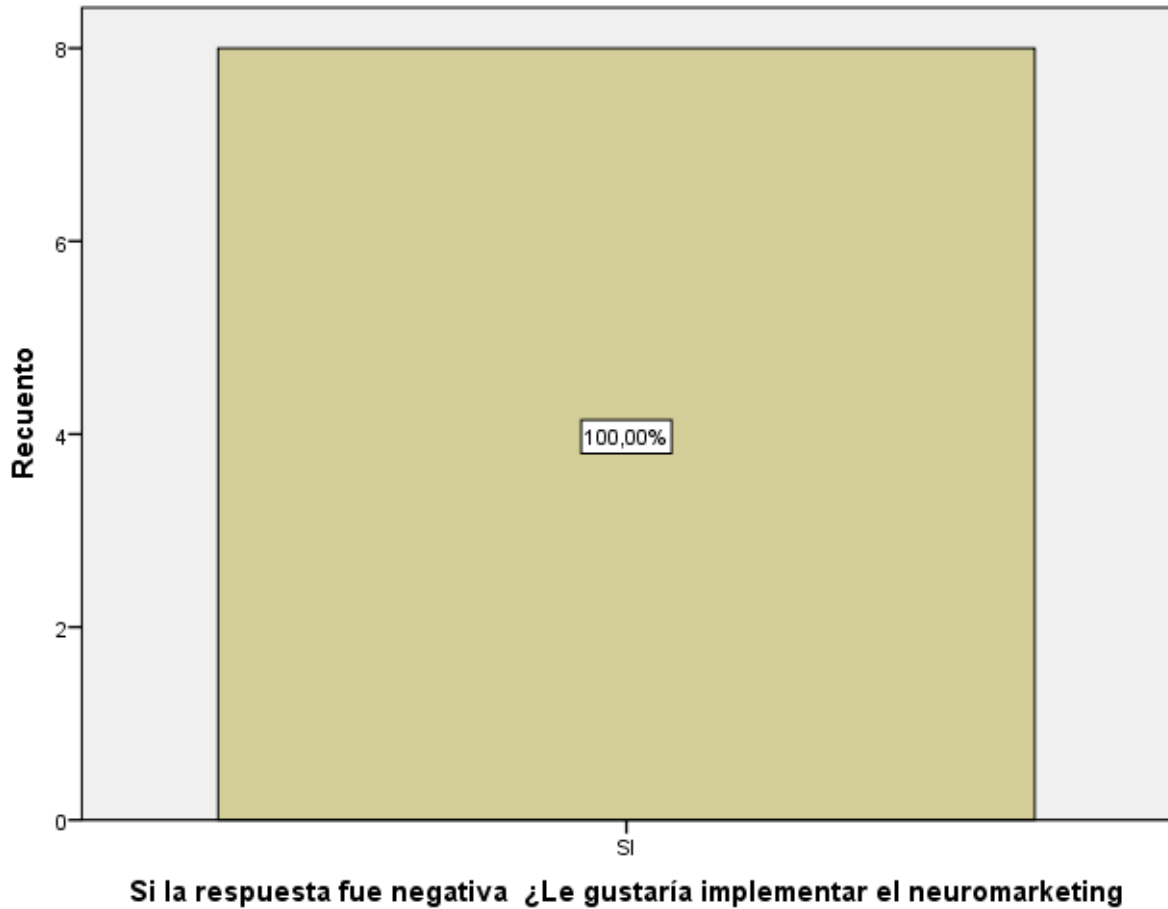 8
6
4
2
0
Recuento
100,00%
SI
Si la respuesta fue negativa ¿Le gustaría implementar el neuromarketing